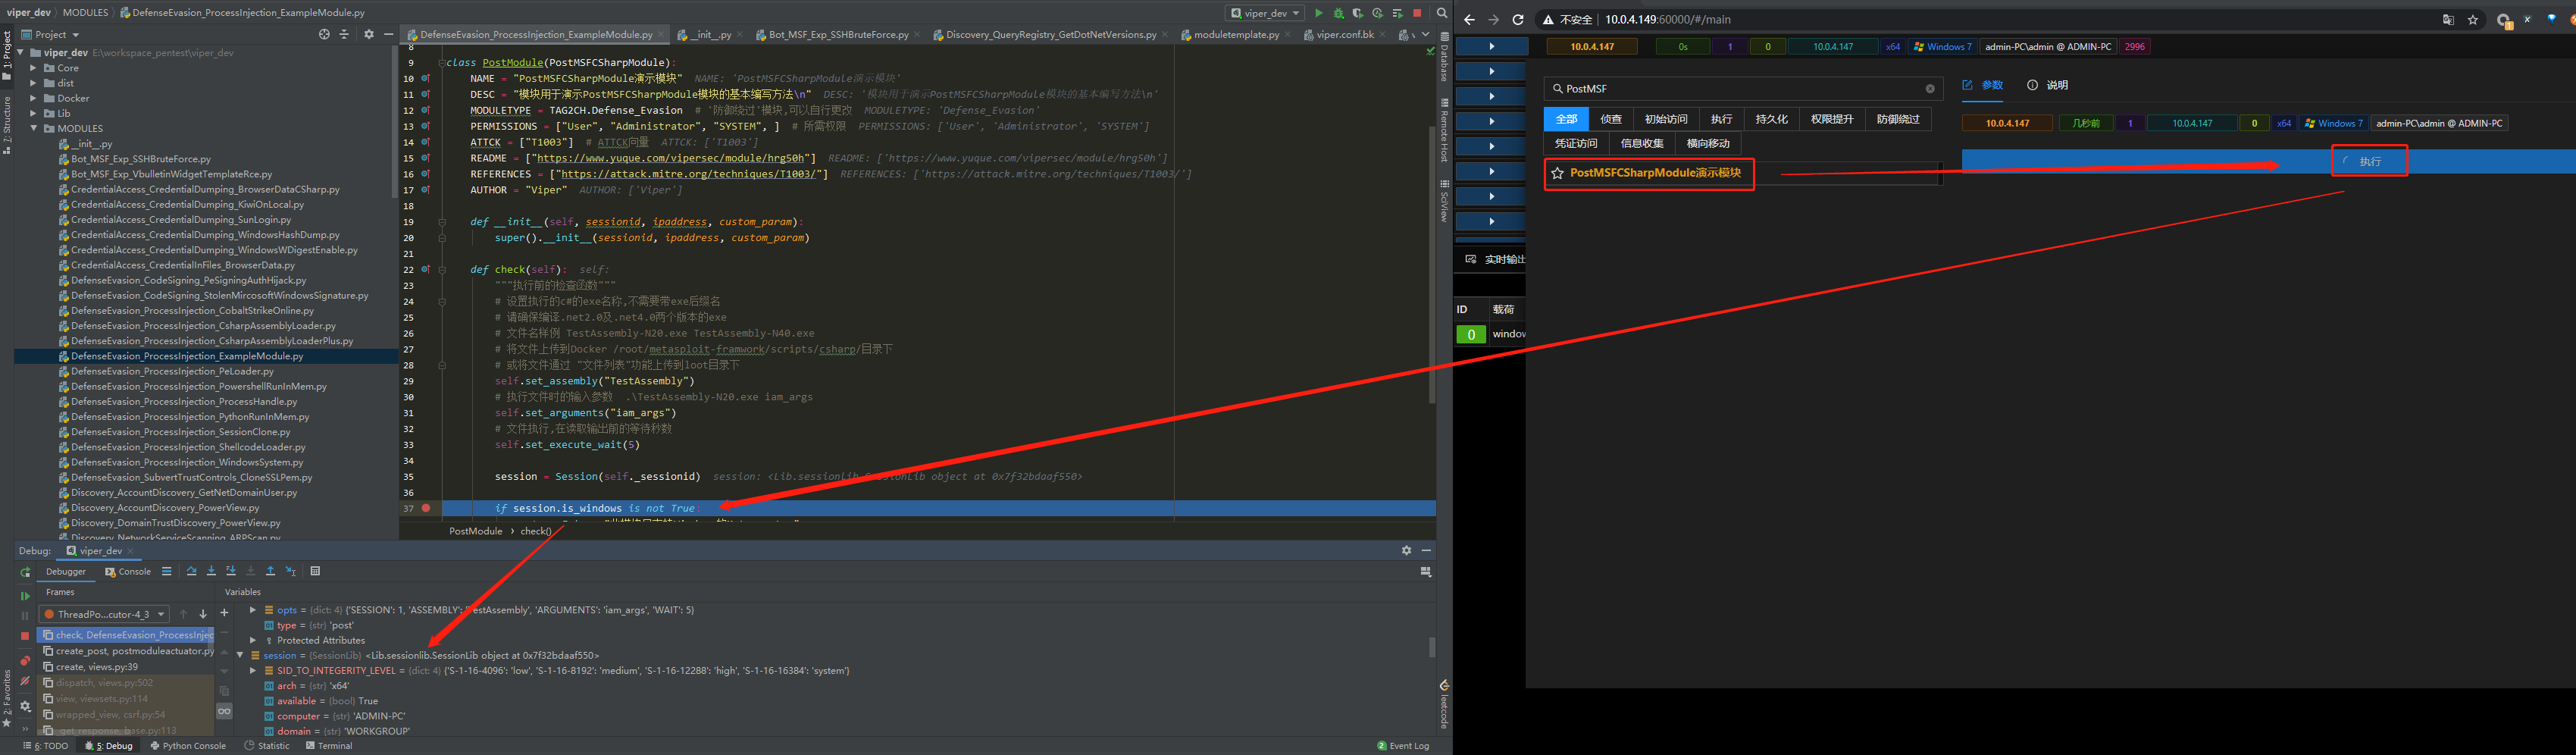 viper_dev MODULES DefenseEvasion_ProcessInjection_ExampleModule.py
viper_dev
Project
DefenseEvasion_ProcessInjection_ExampleModule.py
__init__.py
Bot_MSF_Exp_SSHBruteForce.py
Discovery_QueryRegistry_GetDotNetVersions.py
moduletemplate.py
viper.conf.bk
1: Project
7: Structure
2: Favorites
viper_dev E:\workspace_pentest\viper_dev
Core
dist
Docker
Lib
MODULES
__init__.py
Bot_MSF_Exp_SSHBruteForce.py
Bot_MSF_Exp_VbulletinWidgetTemplateRce.py
CredentialAccess_CredentialDumping_BrowserDataCSharp.py
CredentialAccess_CredentialDumping_KiwiOnLocal.py
CredentialAccess_CredentialDumping_SunLogin.py
CredentialAccess_CredentialDumping_WindowsHashDump.py
CredentialAccess_CredentialDumping_WindowsWDigestEnable.py
CredentialAccess_CredentialInFiles_BrowserData.py
DefenseEvasion_CodeSigning_PeSigningAuthHijack.py
DefenseEvasion_CodeSigning_StolenMircosoftWindowsSignature.py
DefenseEvasion_ProcessInjection_CobaltStrikeOnline.py
DefenseEvasion_ProcessInjection_CsharpAssemblyLoader.py
DefenseEvasion_ProcessInjection_CsharpAssemblyLoaderPlus.py
DefenseEvasion_ProcessInjection_ExampleModule.py
DefenseEvasion_ProcessInjection_PeLoader.py
DefenseEvasion_ProcessInjection_PowershellRunInMem.py
DefenseEvasion_ProcessInjection_ProcessHandle.py
DefenseEvasion_ProcessInjection_PythonRunInMem.py
DefenseEvasion_ProcessInjection_SessionClone.py
DefenseEvasion_ProcessInjection_ShellcodeLoader.py
DefenseEvasion_ProcessInjection_WindowsSystem.py
DefenseEvasion_SubvertTrustControls_CloneSSLPem.py
Discovery_AccountDiscovery_GetNetDomainUser.py
Discovery_AccountDiscovery_PowerView.py
Discovery_DomainTrustDiscovery_PowerView.py
Discovery_NetworkServiceScanning_ARPScan.py
8
9 class PostModule(PostMSFCSharpModule):
10 NAME = "PostMSFCSharpModule演示模块" NAME: 'PostMSFCSharpModule演示模块'
11 DESC = "模块用于演示PostMSFCSharpModule模块的基本编写方法\n" DESC: '模块用于演示PostMSFCSharpModule模块的基本编写方法\n'
12 MODULETYPE = TAG2CH.Defense_Evasion # '防御绕过'模块,可以自行更改 MODULETYPE: 'Defense_Evasion'
13 PERMISSIONS = ["User", "Administrator", "SYSTEM", ] # 所需权限 PERMISSIONS: ['User', 'Administrator', 'SYSTEM']
14 ATTCK = ["T1003"] # ATTCK向量 ATTCK: ['T1003']
15 README = ["https://www.yuque.com/vipersec/module/hrg50h"] README: ['https://www.yuque.com/vipersec/module/hrg50h']
16 REFERENCES = ["https://attack.mitre.org/techniques/T1003/"] REFERENCES: ['https://attack.mitre.org/techniques/T1003/']
17 AUTHOR = "Viper" AUTHOR: ['Viper']
18
19 def __init__(self, sessionid, ipaddress, custom_param):
20 super().__init__(sessionid, ipaddress, custom_param)
21
22 def check(self): self:
23 """执行前的检查函数"""
24 # 设置执行的c#的exe名称,不需要带exe后缀名
25 # 请确保编译.net2.0及.net4.0两个版本的exe
26 # 文件名样例 TestAssembly-N20.exe TestAssembly-N40.exe
27 # 将文件上传到Docker /root/metasploit-framwork/scripts/csharp/目录下
28 # 或将文件通过 "文件列表"功能上传到loot目录下
29 self.set_assembly("TestAssembly")
30 # 执行文件时的输入参数 .\TestAssembly-N20.exe iam_args
31 self.set_arguments("iam_args")
32 # 文件执行,在读取输出前的等待秒数
33 self.set_execute_wait(5)
34
35 session = Session(self._sessionid) session: <Lib.sessionlib.SessionLib object at 0x7f32bdaaf550>
36
37 if session.is_windows is not True:
PostModule check()
Database
Remote Host
SciView
leetcode
Debug: viper_dev
Debugger Console
Frames Variables
ThreadPo...cutor-4_3
check, DefenseEvasion_ProcessInjec
create_post, postmoduleactuator.py
create, views.py:39
dispatch, views.py:502
view, viewsets.py:114
wrapped_view, csrf.py:54
get_response, base.py:113
opts = {dict: 4} {'SESSION': 1, 'ASSEMBLY': 'TestAssembly', 'ARGUMENTS': 'iam_args', 'WAIT': 5}
type = {str} 'post'
Protected Attributes
session = {SessionLib} <Lib.sessionlib.SessionLib object at 0x7f32bdaaf550>
SID_TO_INTEGERITY_LEVEL = {dict: 4} {'S-1-16-4096': 'low', 'S-1-16-8192': 'medium', 'S-1-16-12288': 'high', 'S-1-16-16384': 'system'}
arch = {str} 'x64'
available = {bool} True
computer = {str} 'ADMIN-PC'
domain = {str} 'WORKGROUP'
6: TODO 5: Debug Python Console Statistic Terminal
2 Event Log
不安全 10.0.4.149:60000/#/main
10.0.4.147 0s 1 0 10.0.4.147 x64 Windows 7 admin-PC\admin @ ADMIN-PC 2996
PostMSF
全部 侦查 初始访问 执行 持久化 权限提升 防御绕过
凭证访问 信息收集 横向移动
PostMSFCSharpModule演示模块
参数 说明
10.0.4.147 几秒前 1 10.0.4.147 0 x64 Windows 7 admin-PC\admin @ ADMIN-PC
执行
实时输出
ID 载荷
0 window